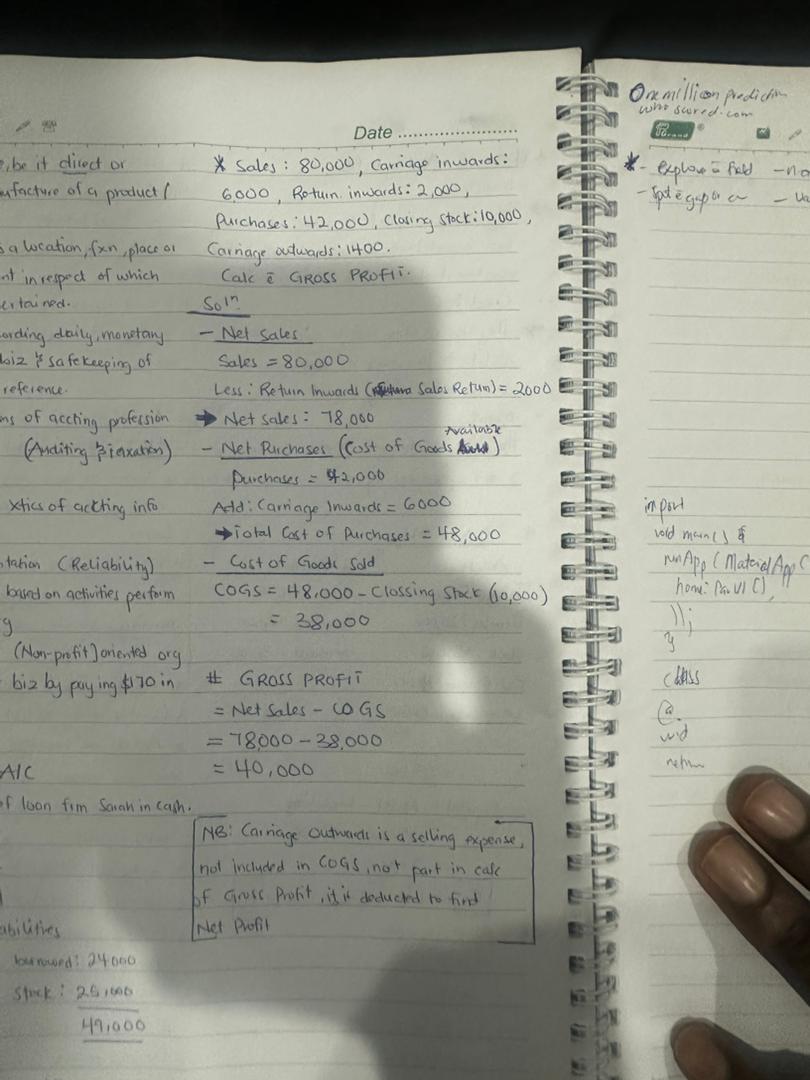 Date
be it direct or
ufacture of a product /
a location, fxn, place or
nt in respect of which
ertained.
ording daily, monetary
biz & safekeeping of
reference.
ns of accting profession
(Auditing & Taxation)
xtics of accting info
tation (Reliability)
based on activities perform
g
(Non-profit) oriented org
biz by paying $170 in
A/C
of loan from Sarah in cash.
abilities
borrowed: 24000
Stock: 25,000
49,000
* Sales: 80,000, Carriage inwards:
6000, Return inwards: 2,000,
Purchases: 42,000, Closing Stock: 10,000,
Carriage outwards: 1400.
Calc ē GROSS PROFIT.
Soln
- Net Sales
Sales = 80,000
Less: Return Inwards (Sales Return) = 2000
→ Net sales: 78,000
- Net Purchases (Cost of Goods Available)
Purchases = 42,000
Add: Carriage Inwards = 6000
→ Total Cost of Purchases = 48,000
- Cost of Goods Sold
COGS = 48,000 - Clossing Stock (10,000)
= 38,000
# GROSS PROFIT
= Net Sales - COGS
= 78,000 - 38,000
= 40,000
NB: Carriage Outwards is a selling expense,
not included in COGS, not part in calc
of Gross Profit, it is deducted to find
Net Profit
One million prediction
who scored.com
Brand
* - explore ē field - no
- Spot ē gap or
import
void main() {
runApp (MaterialApp(
home:
));
}
class
@
void
return